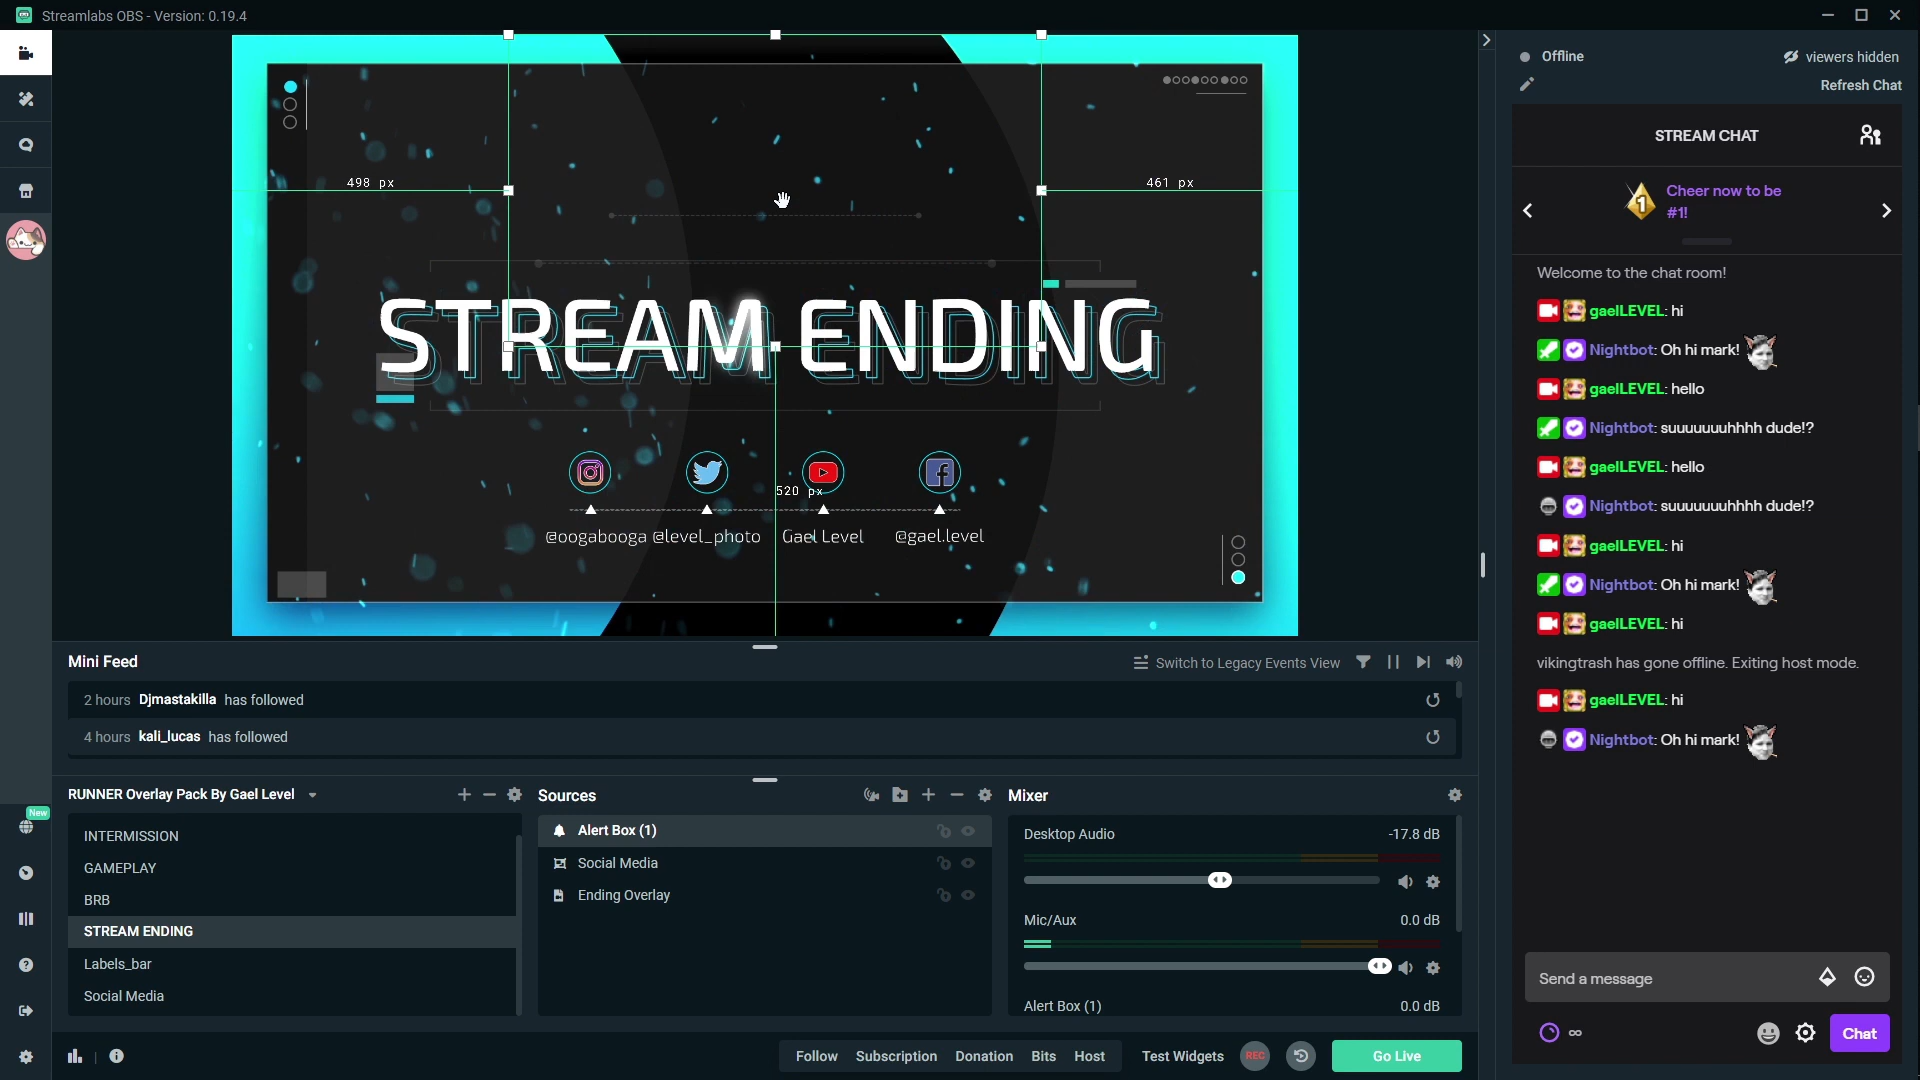 Streamlabs OBS - Version: 0.19.4
498 px
461 px
STREAM ENDING
520 px
@oogabooga @level_photo Gael Level @gael.level
Mini Feed
Switch to Legacy Events View
2 hours Djmastakilla has followed
4 hours kali_lucas has followed
New
RUNNER Overlay Pack By Gael Level
INTERMISSION
GAMEPLAY
BRB
STREAM ENDING
Labels_bar
Social Media
Sources
Alert Box (1)
Social Media
Ending Overlay
Mixer
Desktop Audio -17.8 dB
Mic/Aux 0.0 dB
Alert Box (1) 0.0 dB
Follow Subscription Donation Bits Host Test Widgets REC Go Live
Offline viewers hidden
Refresh Chat
STREAM CHAT
1
Cheer now to be
#1!
Welcome to the chat room!
gaelLEVEL: hi
Nightbot: Oh hi mark!
gaelLEVEL: hello
Nightbot: suuuuuuuhhhh dude!?
gaelLEVEL: hello
Nightbot: suuuuuuuhhhh dude!?
gaelLEVEL: hi
Nightbot: Oh hi mark!
gaelLEVEL: hi
vikingtrash has gone offline. Exiting host mode.
gaelLEVEL: hi
Nightbot: Oh hi mark!
Send a message
∞ Chat